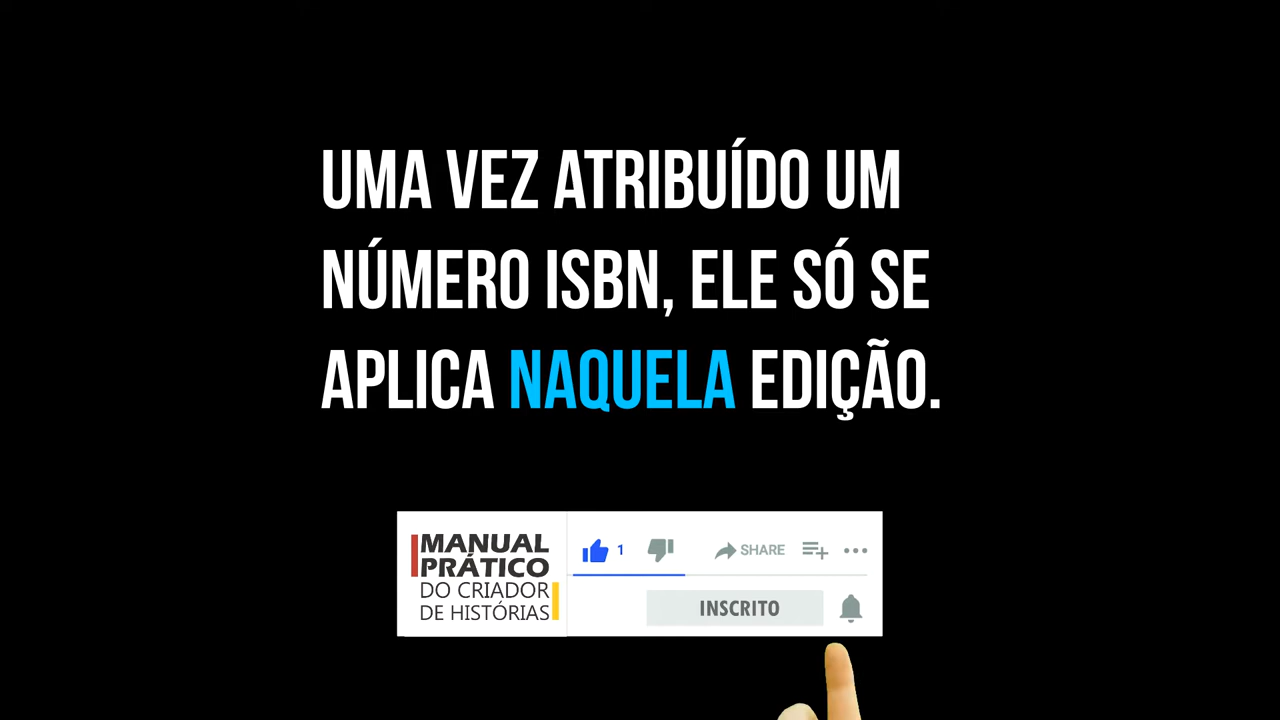 UMA VEZ ATRIBUÍDO UM
NÚMERO ISBN, ELE SÓ SE
APLICA NAQUELA EDIÇÃO.
MANUAL
PRÁTICO
DO CRIADOR
DE HISTÓRIAS
1
SHARE
INSCRITO